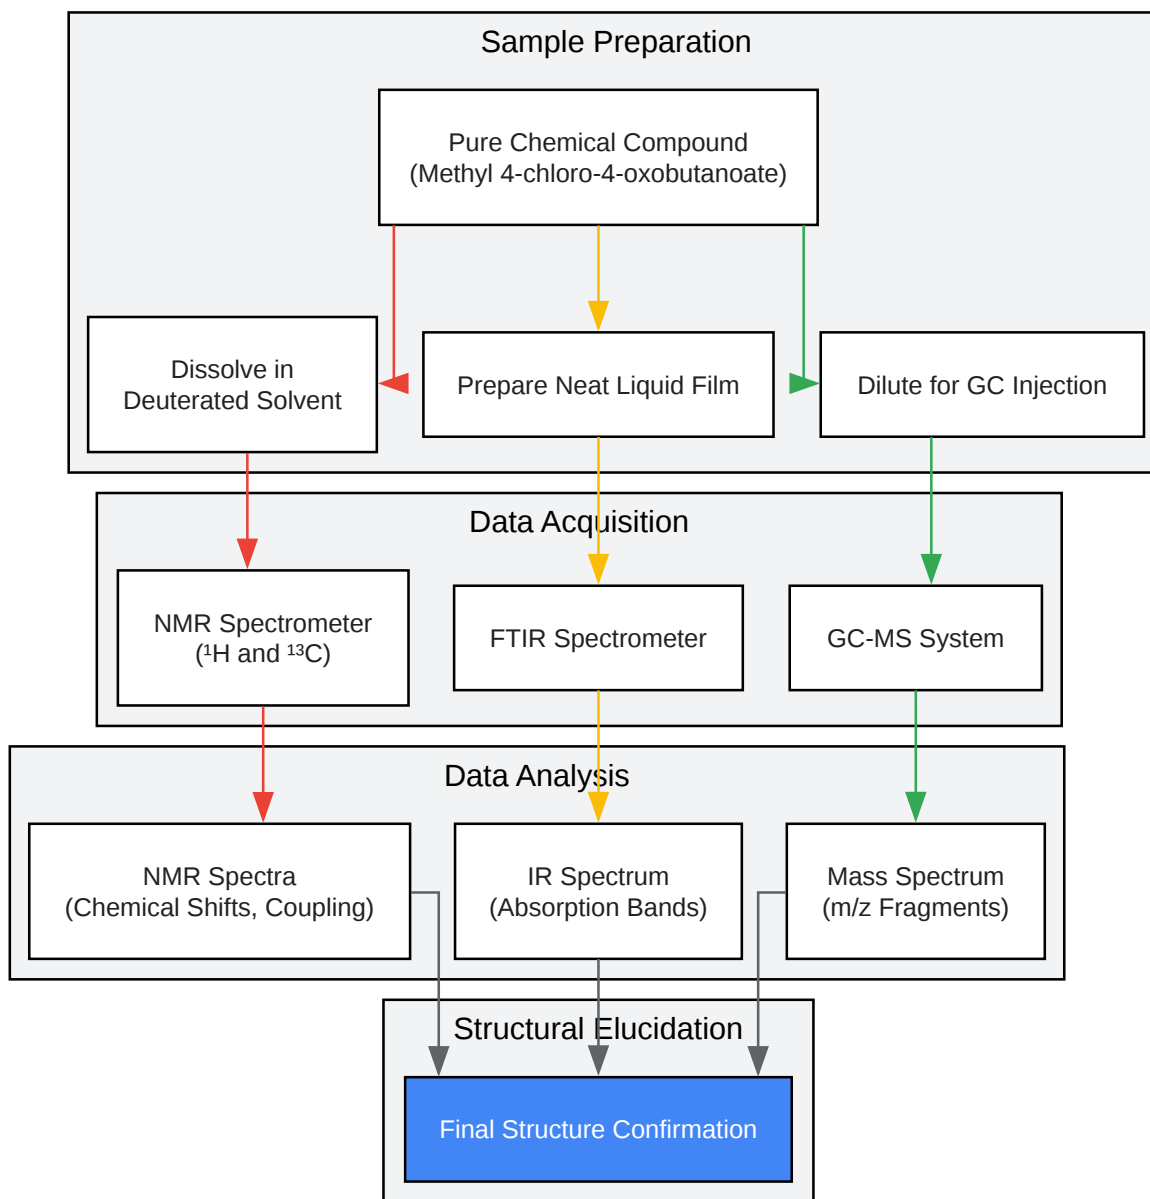 Sample Preparation
Pure Chemical Compound
(Methyl 4-chloro-4-oxobutanoate)
Dissolve in
Deuterated Solvent
Prepare Neat Liquid Film
Dilute for GC Injection
Data Acquisition
NMR Spectrometer
(¹H and ¹³C)
FTIR Spectrometer
GC-MS System
Data Analysis
NMR Spectra
(Chemical Shifts, Coupling)
IR Spectrum
(Absorption Bands)
Mass Spectrum
(m/z Fragments)
Structural Elucidation
Final Structure Confirmation